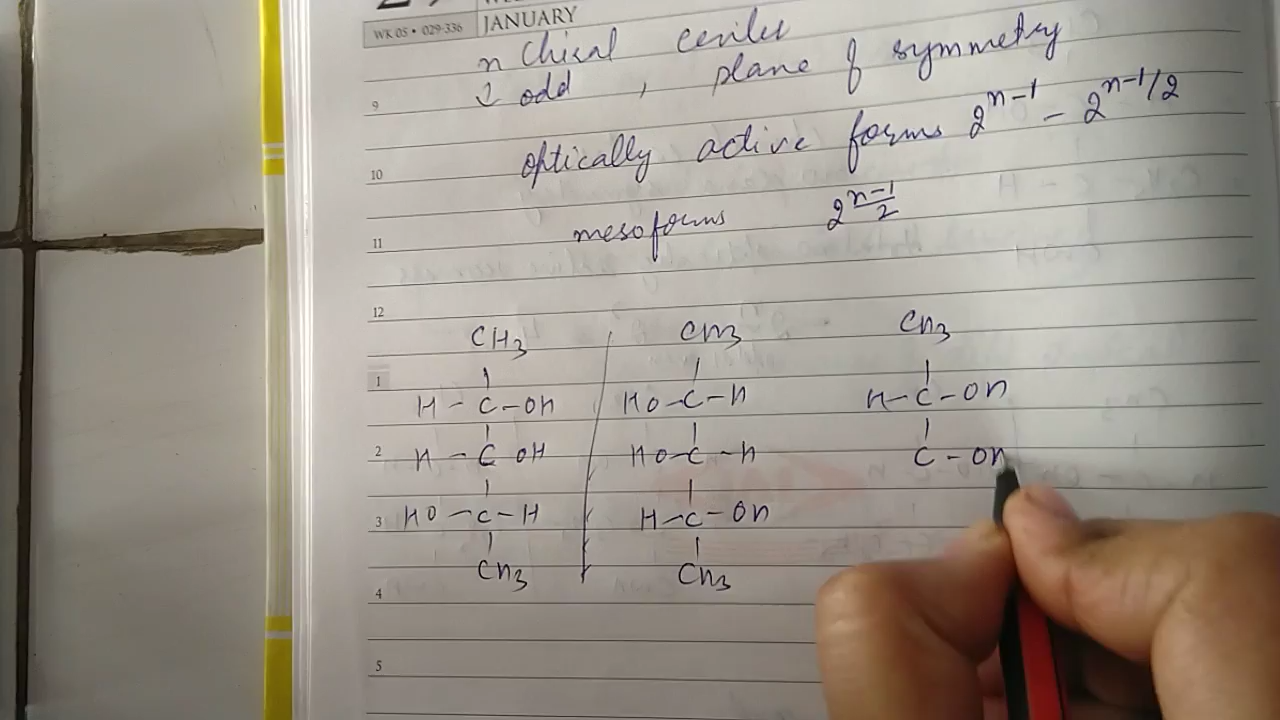 WK 05 • 029-336 JANUARY
n Chiral center
9 odd, plane of symmetry
10 optically active forms 2^n-1 - 2^n-1/2
11 mesoforms 2^n-1/2
12
CH3 CH3 CH3
1
H - C - OH HO - C - H H - C - OH
2 H - C OH HO - C - H C - OH
3 HO - C - H H - C - OH
CH3 CH3
4
5